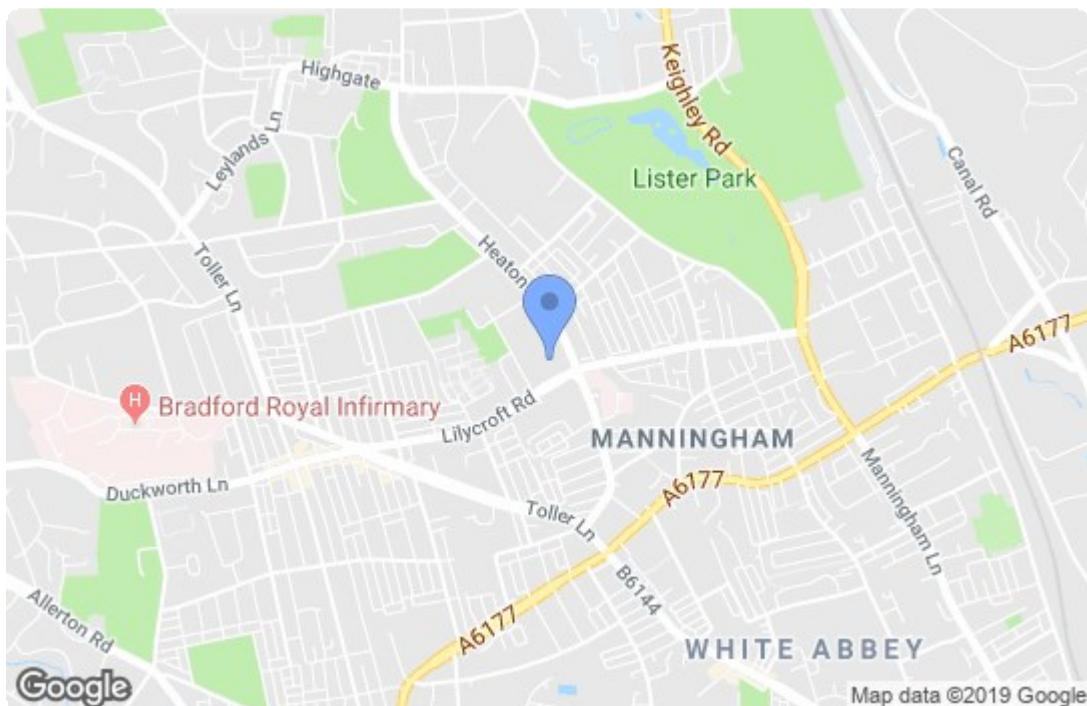 Highgate
Keighley Rd
Leylands Ln
Canal Rd
Lister Park
Toller Ln
Heaton
A6177
H
Bradford Royal Infirmary
Lilycroft Rd
MANNINGHAM
Duckworth Ln
A6177
Manningham Ln
Toller Ln
B6144
Allerton Rd
A6177
WHITE ABBEY
Google
Map data ©2019 Google